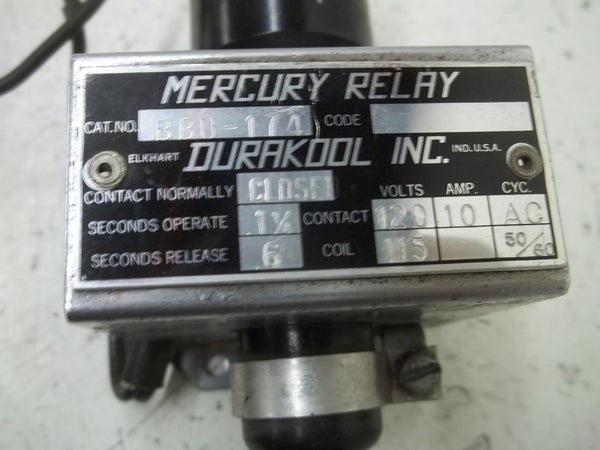 MERCURY RELAY
CAT.NO. BBU-174 CODE
ELKHART DURAKOOL INC. IND. U.S.A.
CONTACT NORMALLY CLOSED VOLTS AMP. CYC.
SECONDS OPERATE 1½ CONTACT 120 10 AC
SECONDS RELEASE 6 COIL 115 50/60